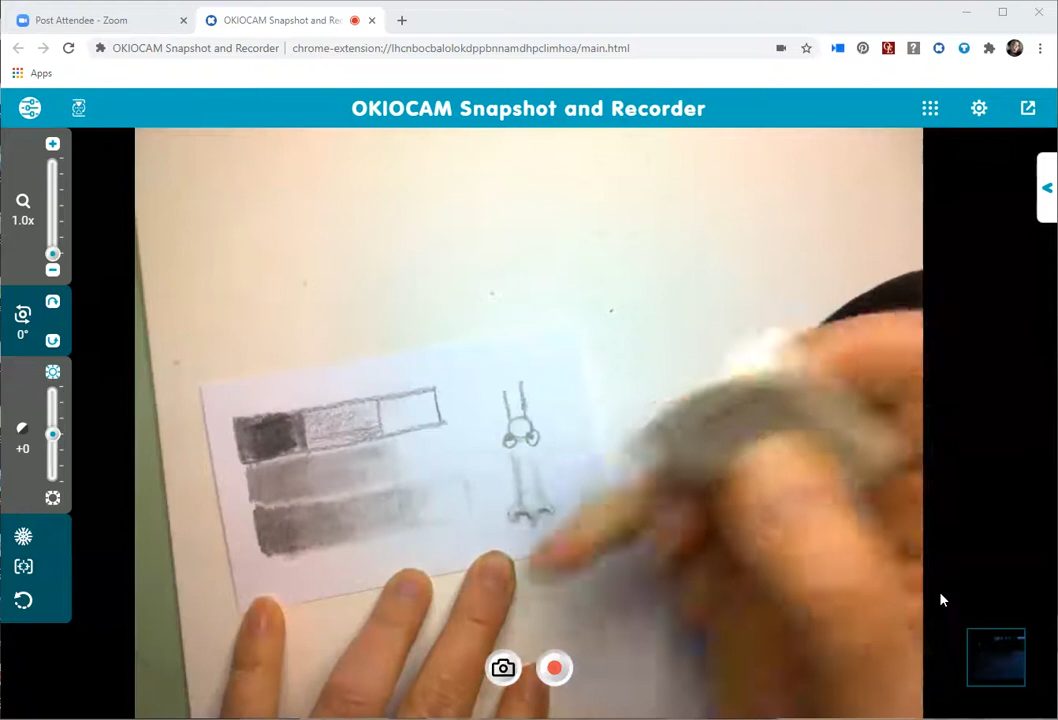 Post Attendee - Zoom
OKIOCAM Snapshot and Rec
OKIOCAM Snapshot and Recorder
chrome-extension://lhcnbocbalolokdppbnnamdhpclimhoa/main.html
Apps
OKIOCAM Snapshot and Recorder
1.0x
0°
+0